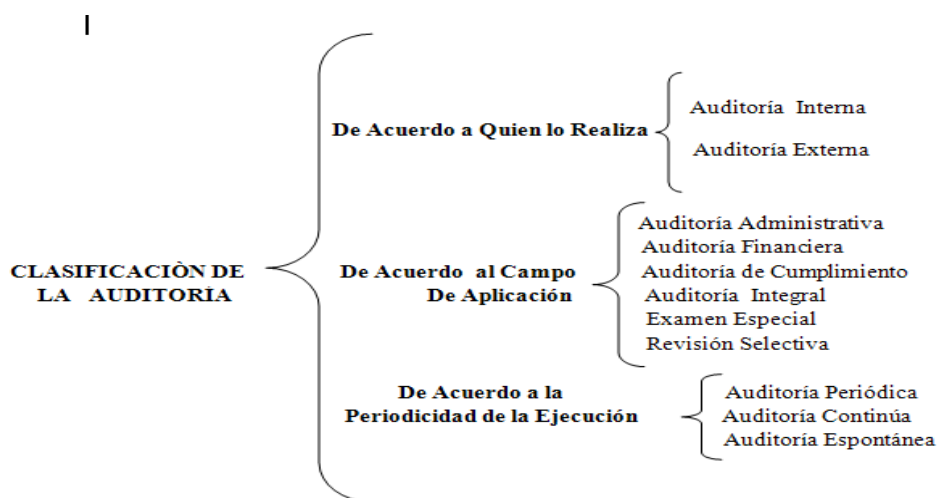 I
CLASIFICACIÒN DE
LA AUDITORÍA
De Acuerdo a Quien lo Realiza
Auditoría Interna
Auditoría Externa
De Acuerdo al Campo
De Aplicación
Auditoría Administrativa
Auditoría Financiera
Auditoría de Cumplimiento
Auditoría Integral
Examen Especial
Revisión Selectiva
De Acuerdo a la
Periodicidad de la Ejecución
Auditoría Periódica
Auditoría Continúa
Auditoría Espontánea